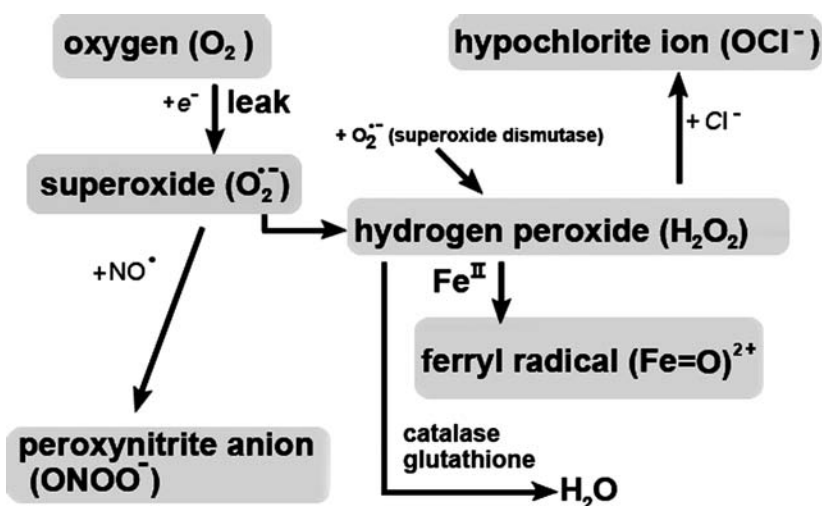 oxygen (O₂)
+e⁻ leak
superoxide (O₂•⁻)
+NO•
peroxynitrite anion
(ONOO⁻)
hypochlorite ion (OCl⁻)
+ Cl⁻
+ O₂•⁻ (superoxide dismutase)
hydrogen peroxide (H₂O₂)
Feᴵᴵ
ferryl radical (Fe=O)²⁺
catalase
glutathione
H₂O